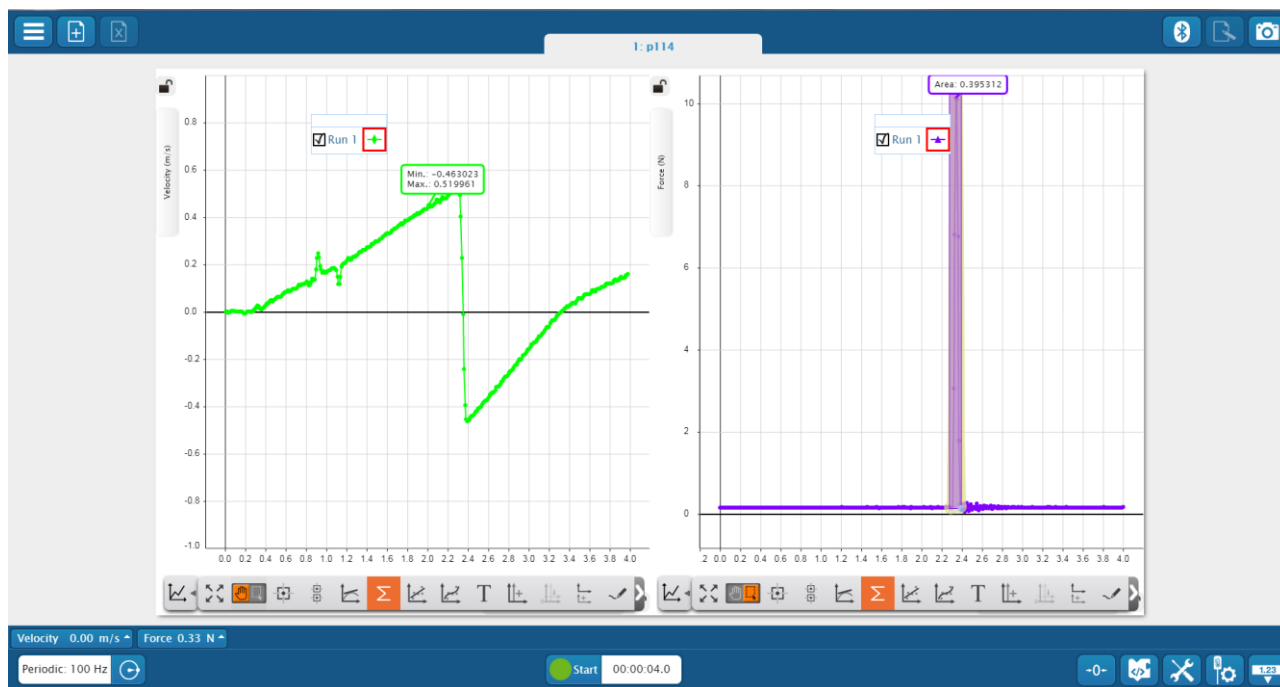 1: p114
Velocity (m/s)
0.8
0.6
0.4
0.2
0.0
-0.2
-0.4
-0.6
-0.8
-1.0
Run 1
Min.: -0.463023
Max.: 0.519961
0.0 0.2 0.4 0.6 0.8 1.0 1.2 1.4 1.6 1.8 2.0 2.2 2.4 2.6 2.8 3.0 3.2 3.4 3.6 3.8 4.0
Force (N)
10
8
6
4
2
0
Area: 0.395312
Run 1
.2 0.0 0.2 0.4 0.6 0.8 1.0 1.2 1.4 1.6 1.8 2.0 2.2 2.4 2.6 2.8 3.0 3.2 3.4 3.6 3.8 4.0
Σ T
Σ T
Velocity 0.00 m/s Force 0.33 N
Periodic: 100 Hz Start 00:00:04.0 -0- 1.23